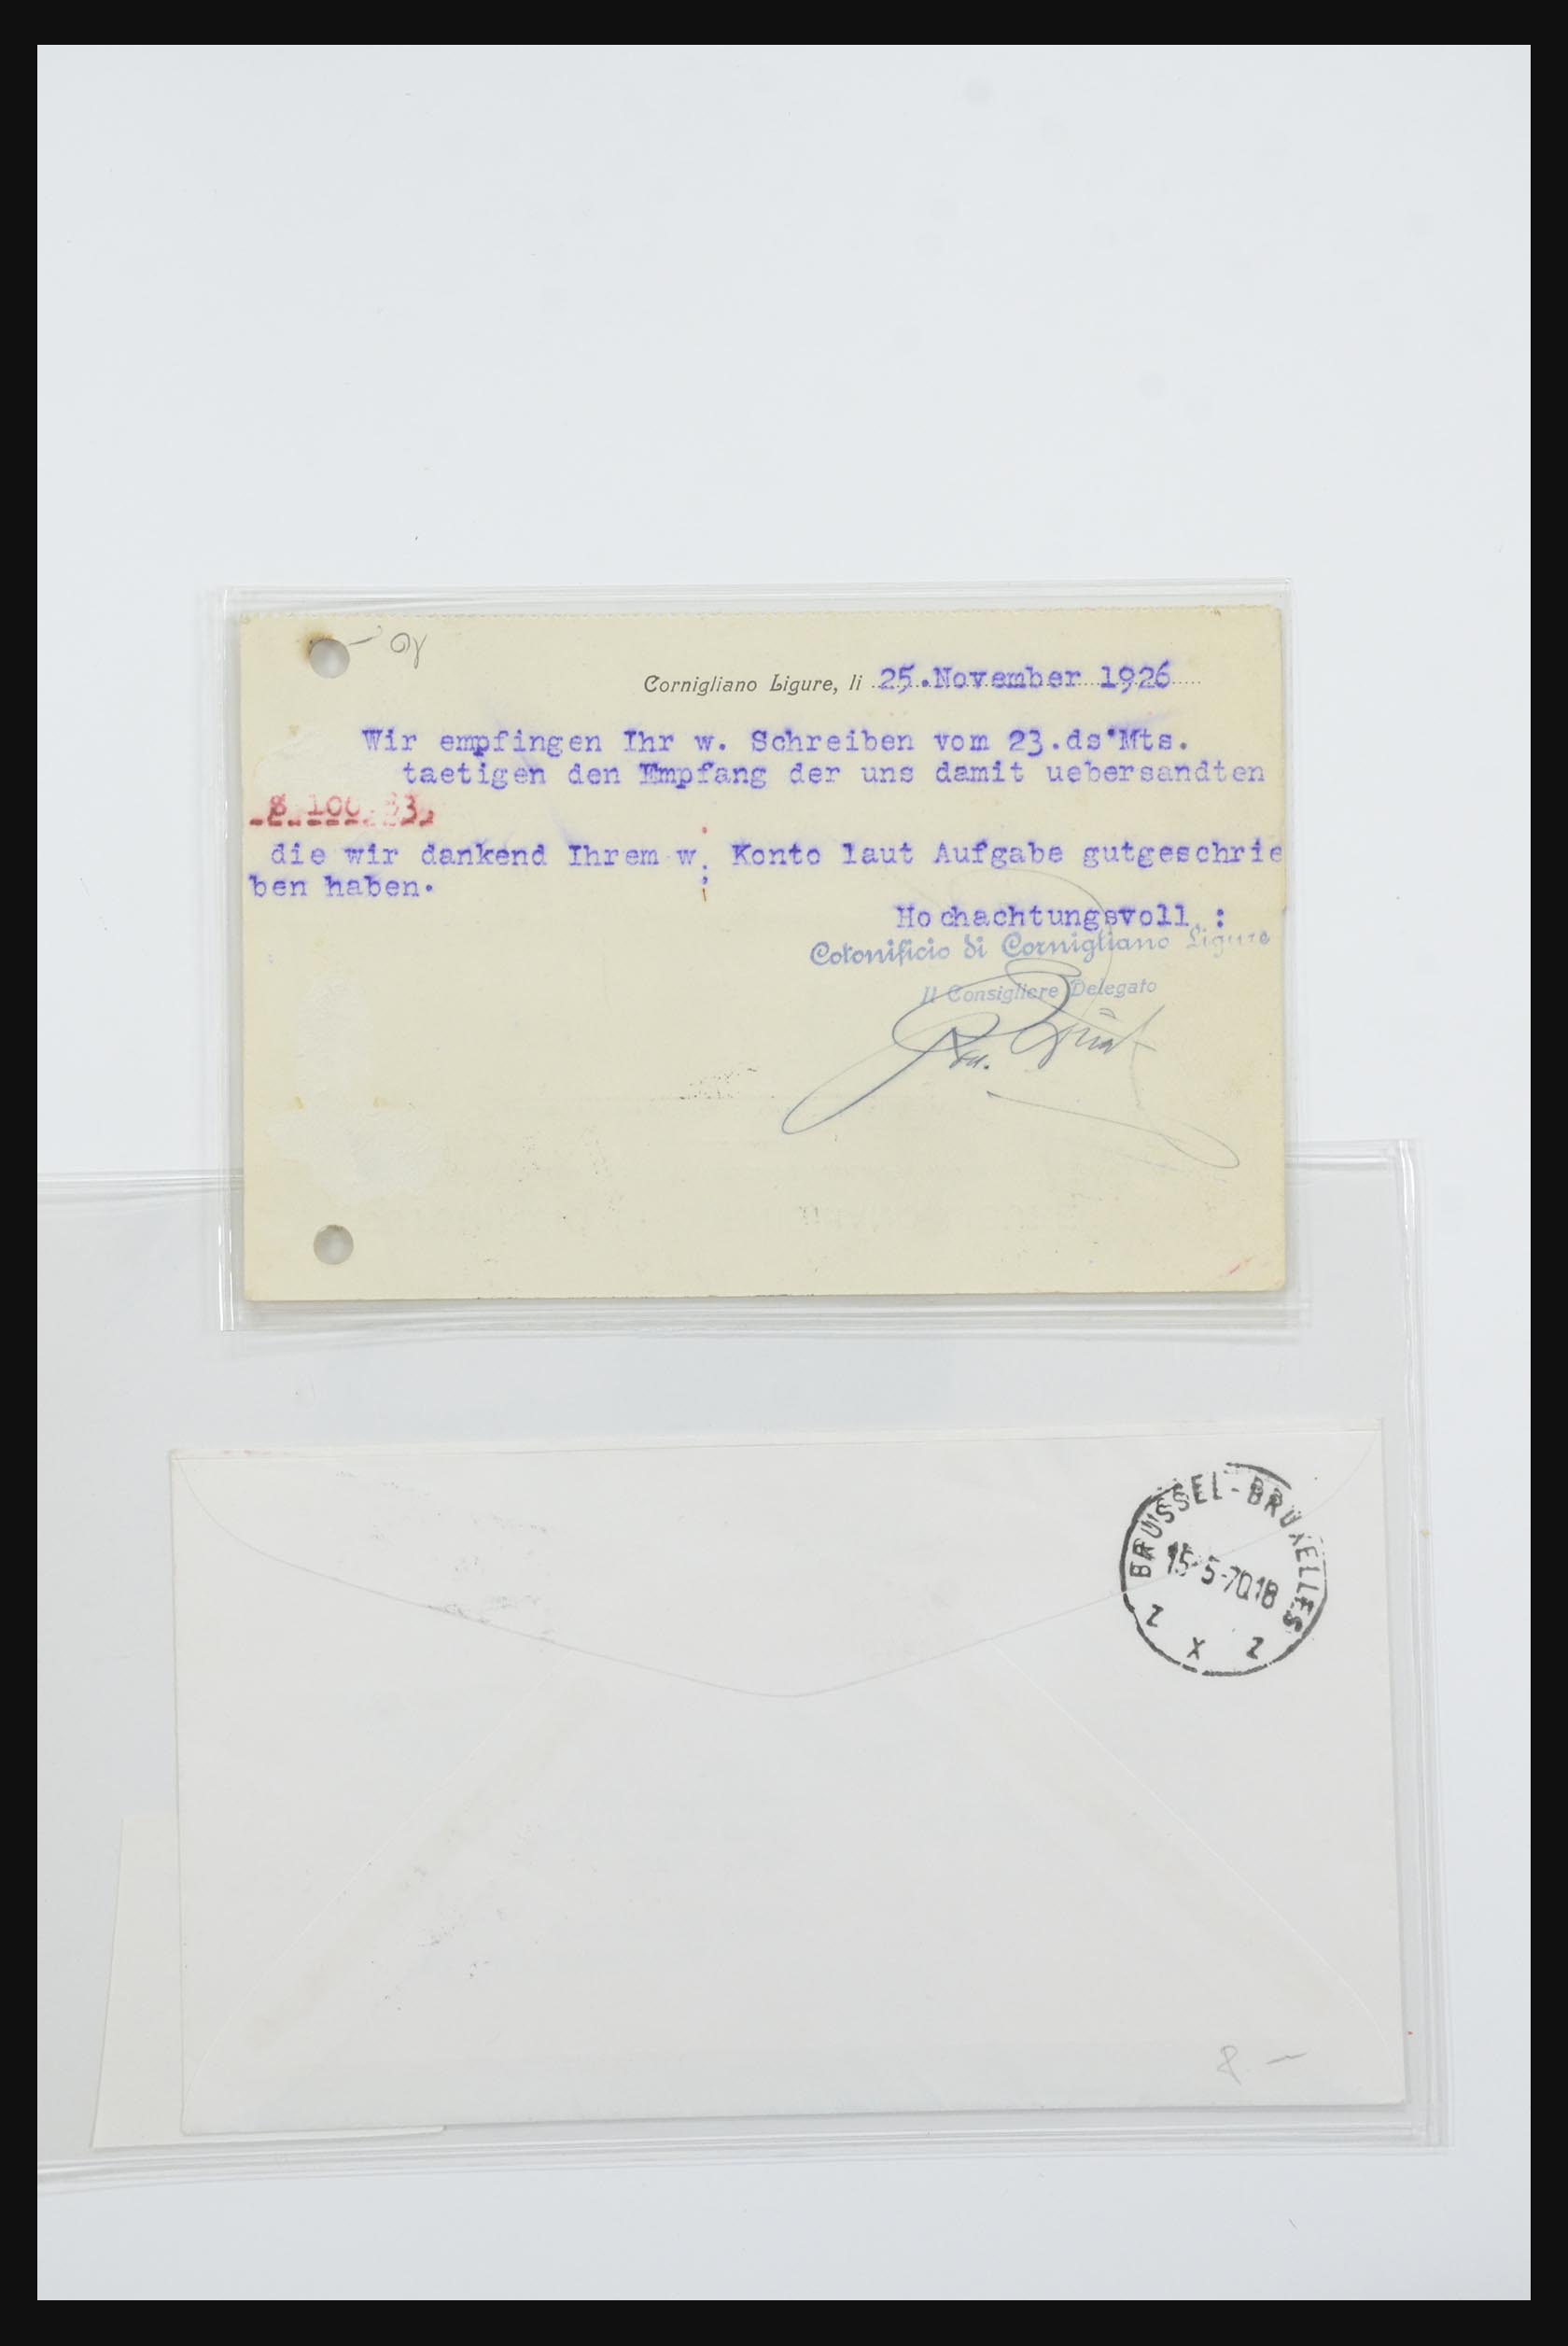 Cornigliano Ligure, li 25.November 1926
Wir empfingen Ihr w. Schreiben vom 23.ds'Mts.
taetigen den Empfang der uns damit uebersandten
die wir dankend Ihrem w. Konto laut Aufgabe gutgeschrie
ben haben.
Hochachtungsvoll :
Cotonificio di Cornigliano Ligure
Il Consigliere Delegato
BRUSSEL-BRUXELLES
15-5-70 18
Z X Z
8 —